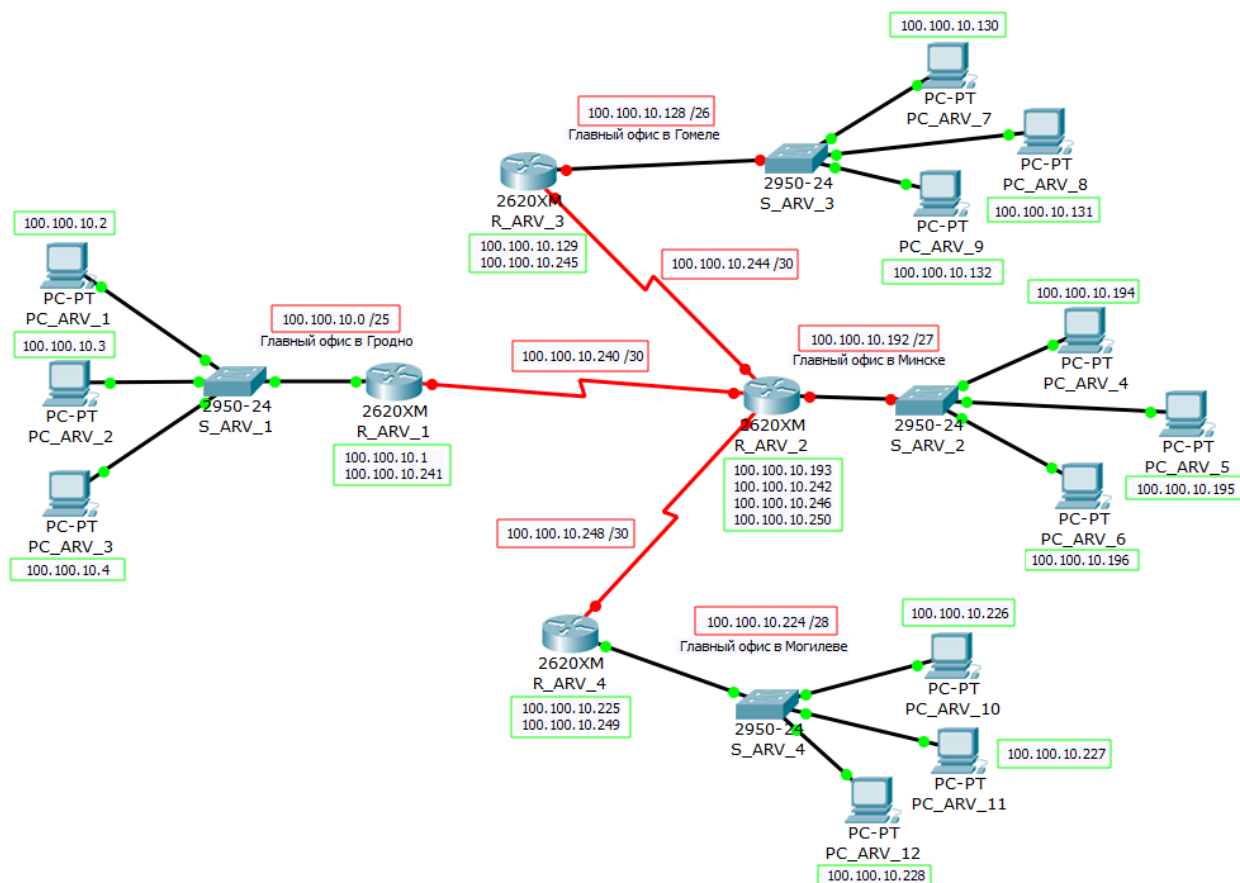 100.100.10.130
PC-PT
PC_ARV_7
100.100.10.128 /26
Главный офис в Гомеле
2620XM
R_ARV_3
100.100.10.129
100.100.10.245
2950-24
S_ARV_3
PC-PT
PC_ARV_8
100.100.10.131
PC-PT
PC_ARV_9
100.100.10.132
100.100.10.244 /30
100.100.10.2
PC-PT
PC_ARV_1
100.100.10.3
PC-PT
PC_ARV_2
PC-PT
PC_ARV_3
100.100.10.4
100.100.10.0 /25
Главный офис в Гродно
2950-24
S_ARV_1
2620XM
R_ARV_1
100.100.10.1
100.100.10.241
100.100.10.240 /30
100.100.10.192 /27
Главный офис в Минске
2620XM
R_ARV_2
100.100.10.193
100.100.10.242
100.100.10.246
100.100.10.250
2950-24
S_ARV_2
100.100.10.194
PC-PT
PC_ARV_4
PC-PT
PC_ARV_5
100.100.10.195
PC-PT
PC_ARV_6
100.100.10.196
100.100.10.248 /30
2620XM
R_ARV_4
100.100.10.225
100.100.10.249
100.100.10.224 /28
Главный офис в Могилеве
2950-24
S_ARV_4
100.100.10.226
PC-PT
PC_ARV_10
100.100.10.227
PC-PT
PC_ARV_11
PC-PT
PC_ARV_12
100.100.10.228